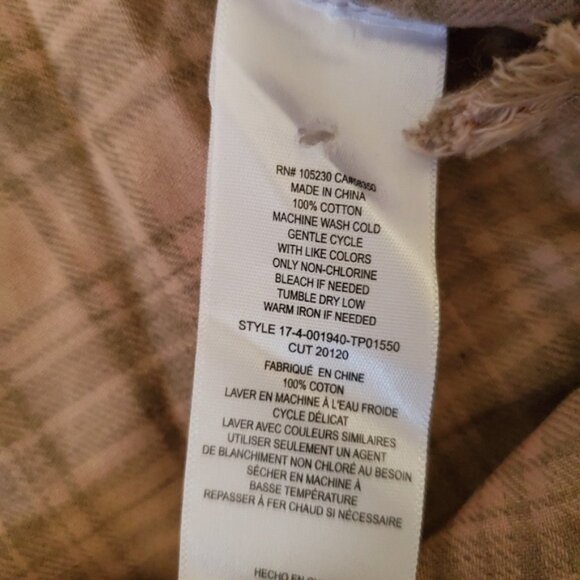 RN# 105230 CA#58350
MADE IN CHINA
100% COTTON
MACHINE WASH COLD
GENTLE CYCLE
WITH LIKE COLORS
ONLY NON-CHLORINE
BLEACH IF NEEDED
TUMBLE DRY LOW
WARM IRON IF NEEDED
STYLE 17-4-001940-TP01550
CUT 20120
FABRIQUÉ EN CHINE
100% COTON
LAVER EN MACHINE À L'EAU FROIDE
CYCLE DÉLICAT
LAVER AVEC COULEURS SIMILAIRES
UTILISER SEULEMENT UN AGENT
DE BLANCHIMENT NON CHLORÉ AU BESOIN
SÉCHER EN MACHINE À
BASSE TEMPÉRATURE
REPASSER À FER CHAUD SI NÉCESSAIRE
HECHO EN